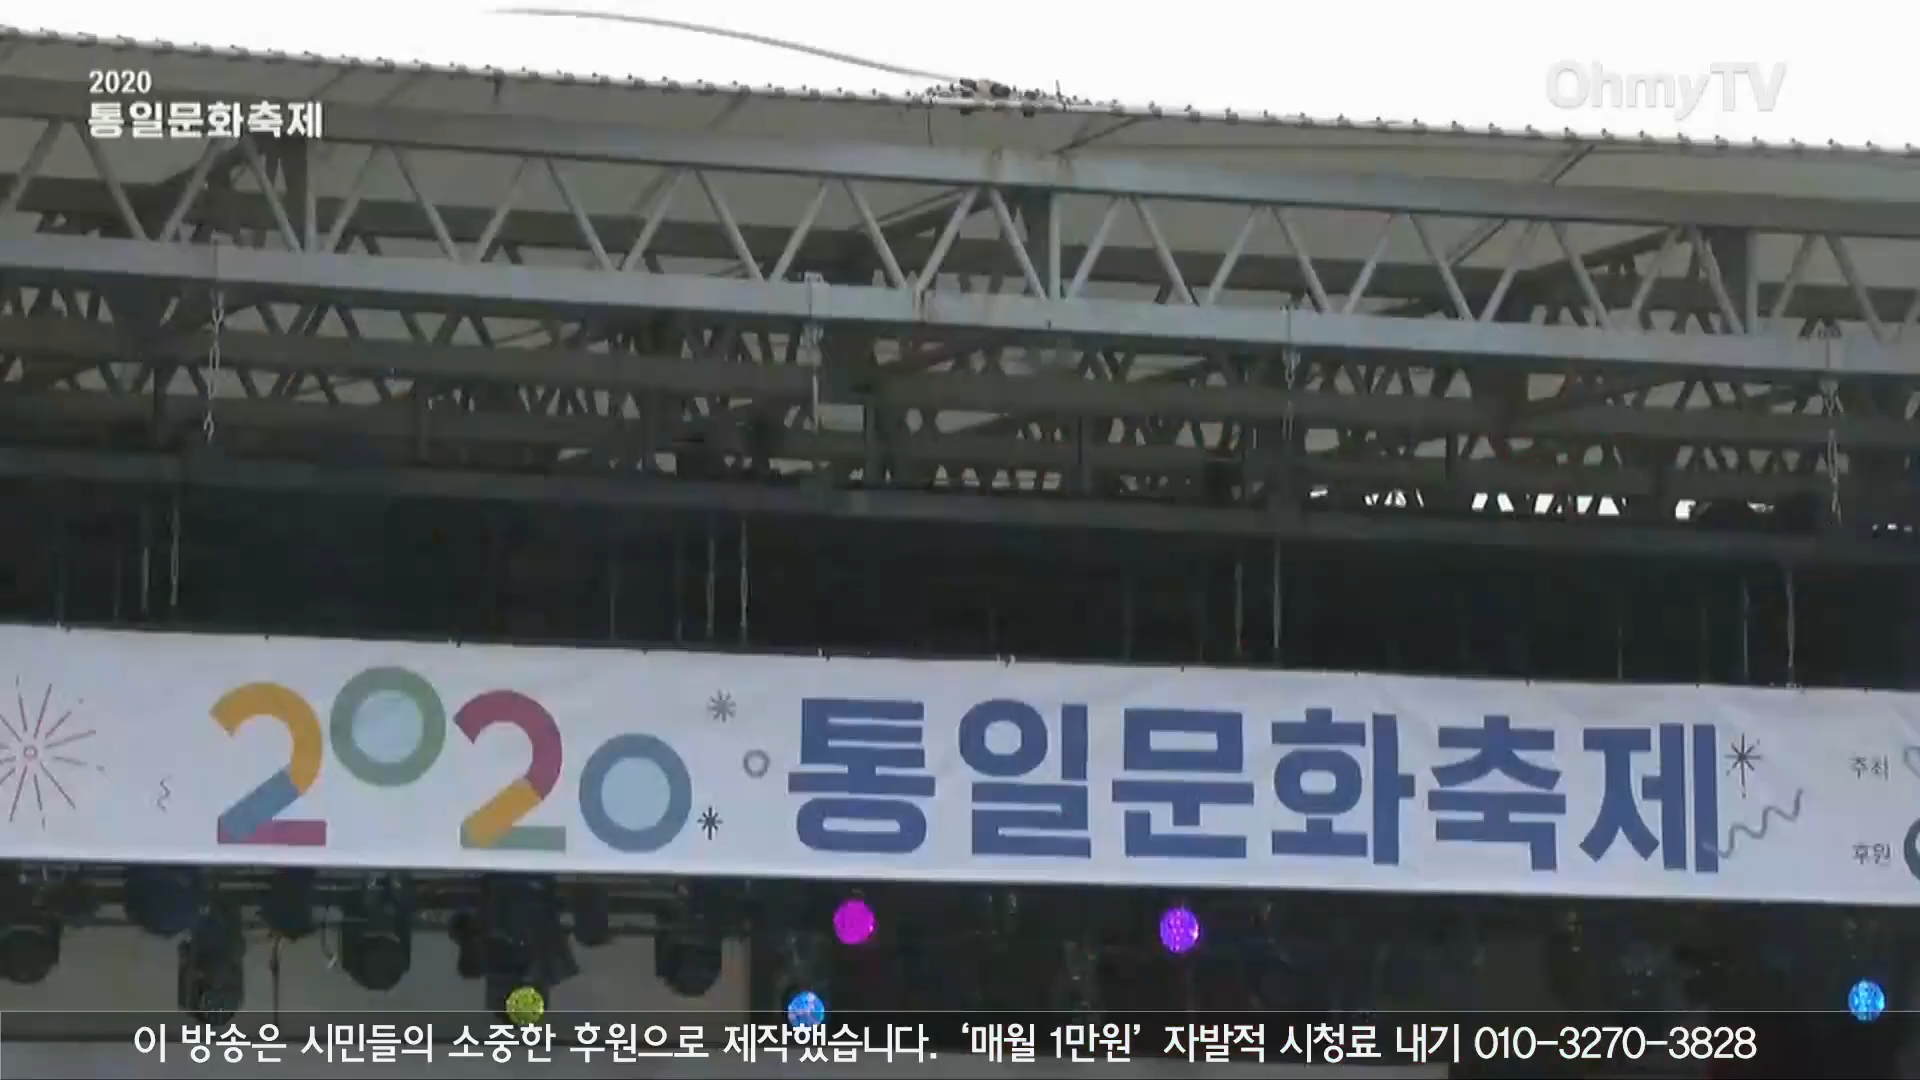 2020
통일문화축제
OhmyTV
2020 통일문화축제
주최
후원
이 방송은 시민들의 소중한 후원으로 제작했습니다. ‘매월 1만원’ 자발적 시청료 내기 010-3270-3828